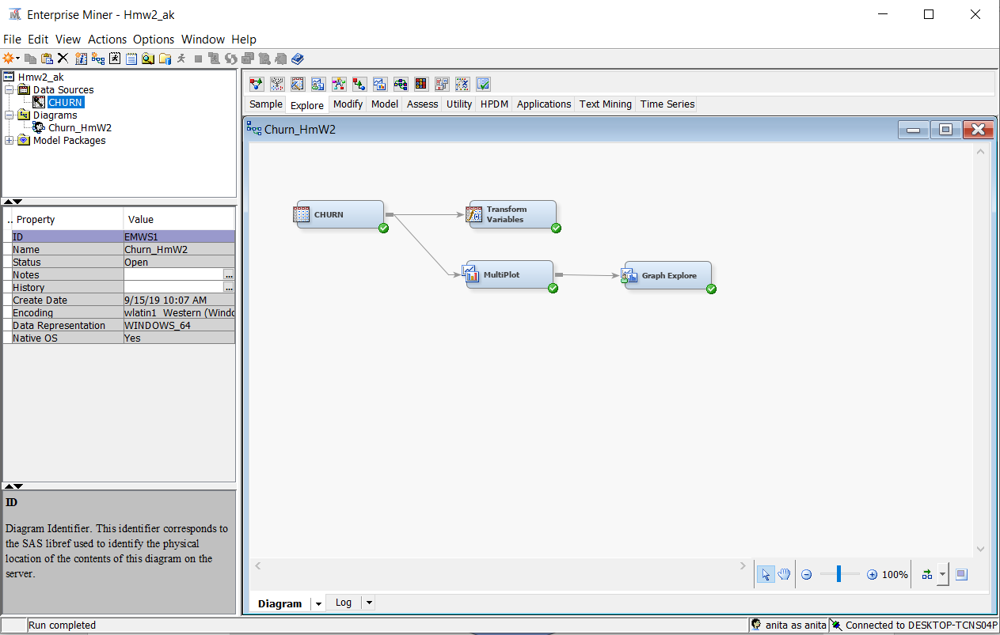 Enterprise Miner - Hmw2_ak
File Edit View Actions Options Window Help
Hmw2_ak
Data Sources
CHURN
Diagrams
Churn_HmW2
Model Packages
.. Property Value
ID EMWS1
Name Churn_HmW2
Status Open
Notes ...
History ...
Create Date 9/15/19 10:07 AM
Encoding wlatin1 Western (Windo
Data Representation WINDOWS_64
Native OS Yes
ID
Diagram Identifier. This identifier corresponds to
the SAS libref used to identify the physical
location of the contents of this diagram on the
server.
Sample Explore Modify Model Assess Utility HPDM Applications Text Mining Time Series
Churn_HmW2
CHURN
Transform
Variables
MultiPlot
Graph Explore
100%
Diagram Log
Run completed
anita as anita Connected to DESKTOP-TCNS04P